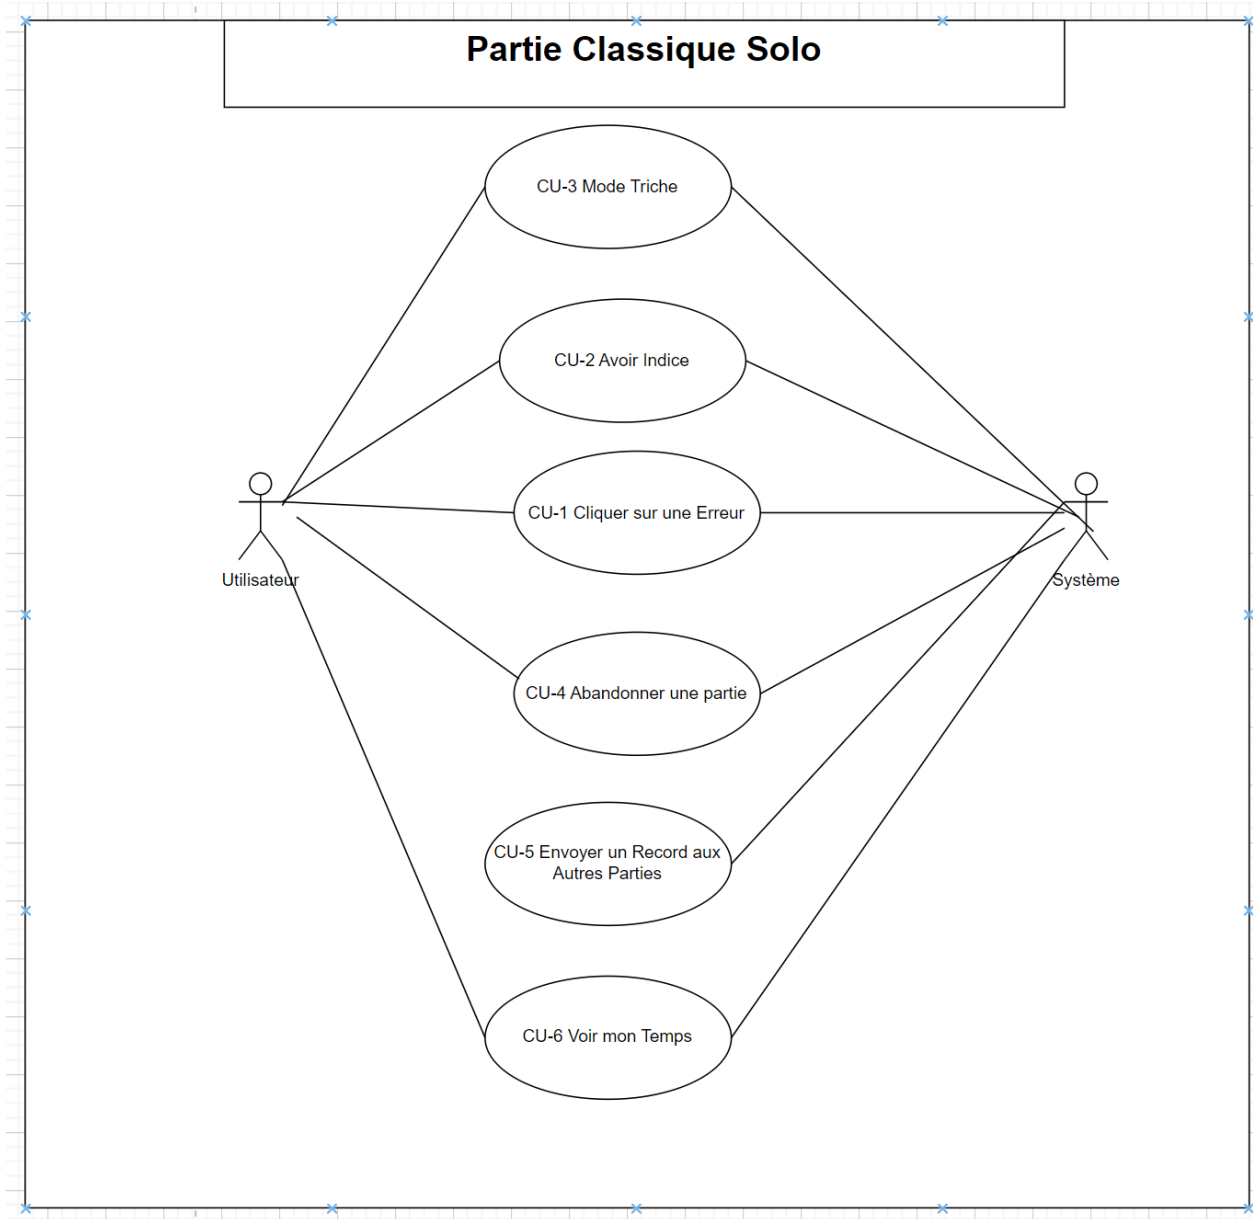 Partie Classique Solo
CU-3 Mode Triche
CU-2 Avoir Indice
CU-1 Cliquer sur une Erreur
Utilisateur
Système
CU-4 Abandonner une partie
CU-5 Envoyer un Record aux
Autres Parties
CU-6 Voir mon Temps